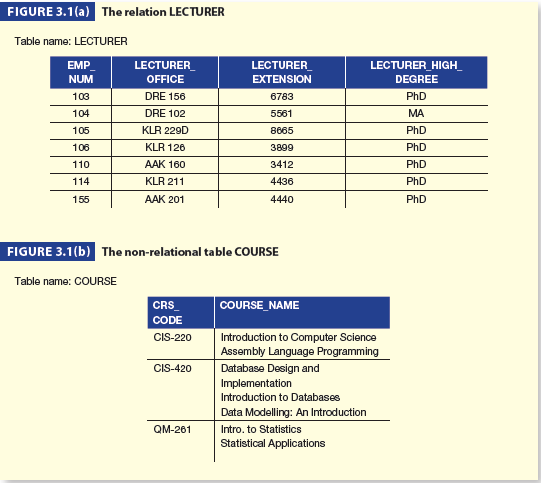 FIGURE 3.1(a) The relation LECTURER
Table name: LECTURER
EMP_ LECTURER_ LECTURER_ LECTURER_HIGH_
NUM OFFICE EXTENSION DEGREE
103 DRE 156 6783 PhD
104 DRE 102 5561 MA
105 KLR 229D 8665 PhD
106 KLR 126 3899 PhD
110 AAK 160 3412 PhD
114 KLR 211 4436 PhD
155 AAK 201 4440 PhD
FIGURE 3.1(b) The non-relational table COURSE
Table name: COURSE
CRS_ COURSE_NAME
CODE
CIS-220 Introduction to Computer Science
Assembly Language Programming
CIS-420 Database Design and
Implementation
Introduction to Databases
Data Modelling: An Introduction
QM-261 Intro. to Statistics
Statistical Applications